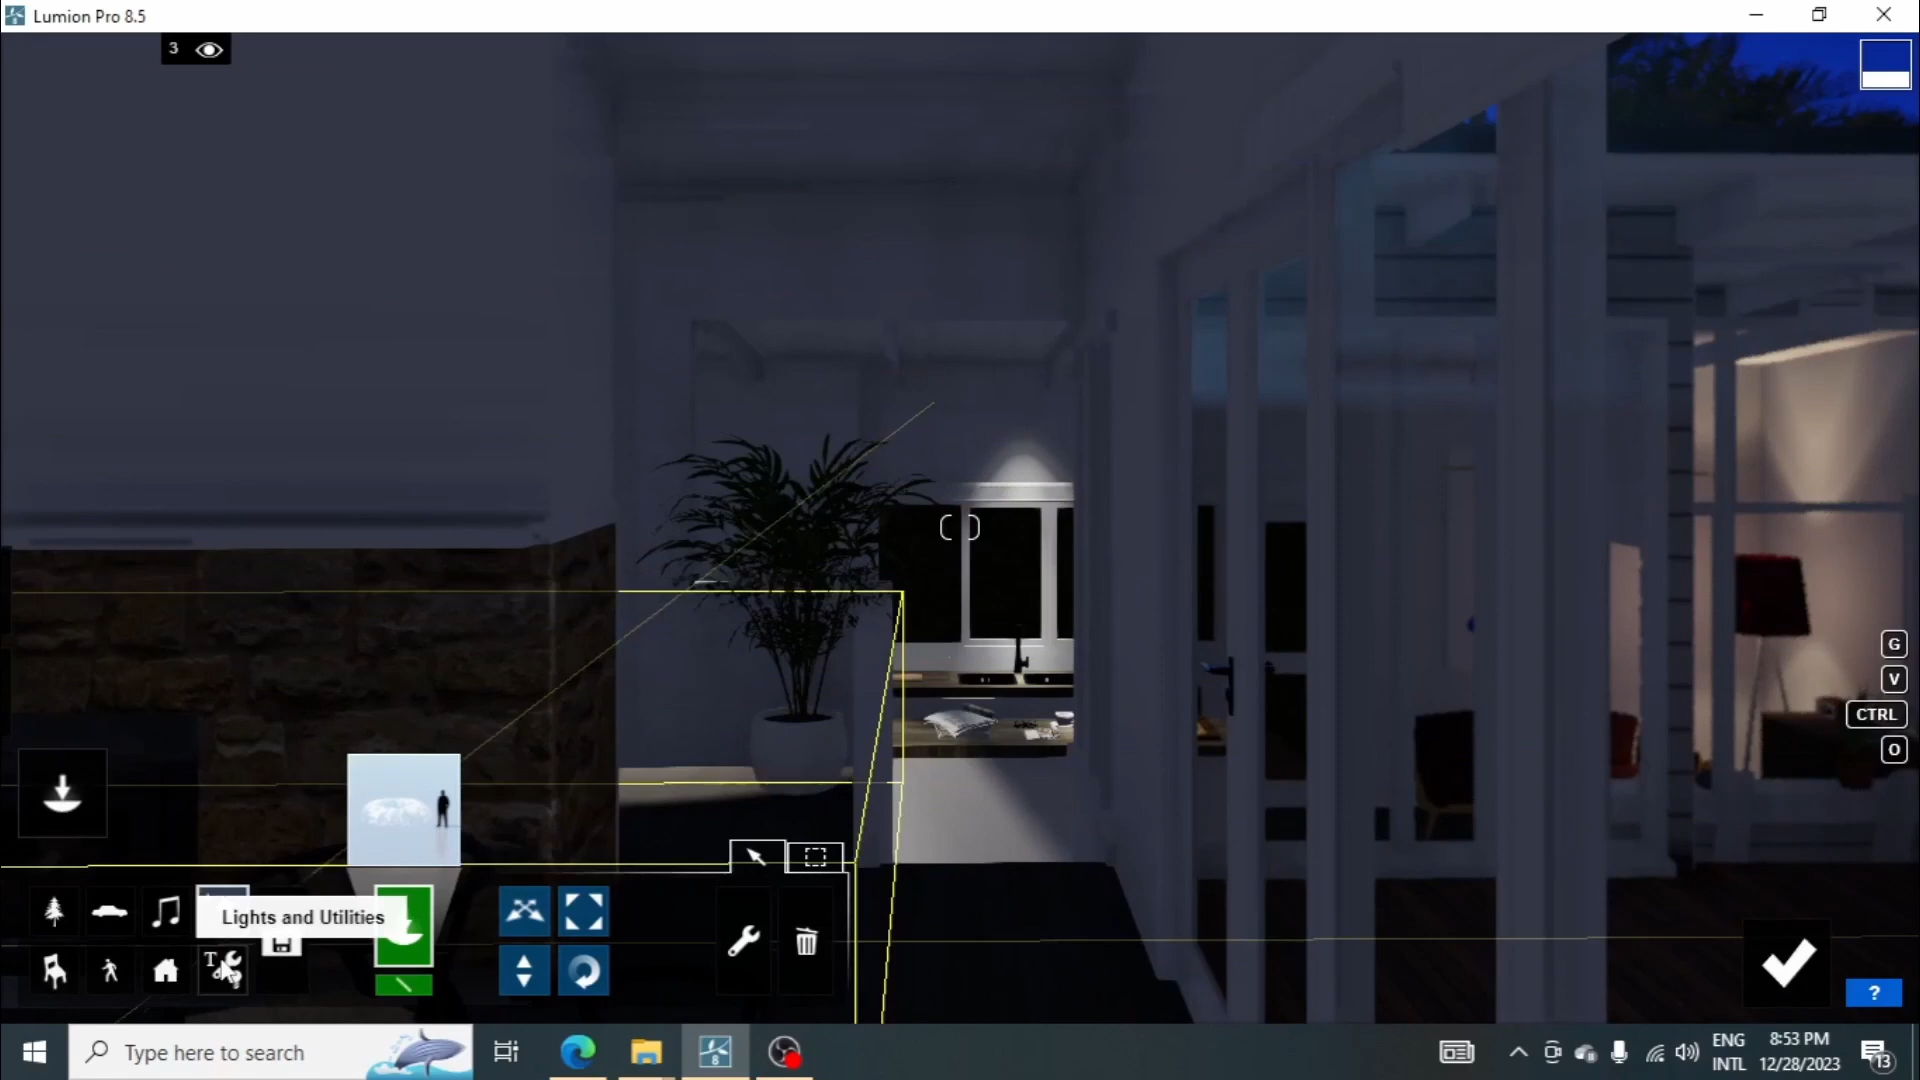 Lumion Pro 8.5
3
G
V
CTRL
O
Lights and Utilities
T
?
8
Type here to search
ENG
INTL
8:53 PM
12/28/2023
13